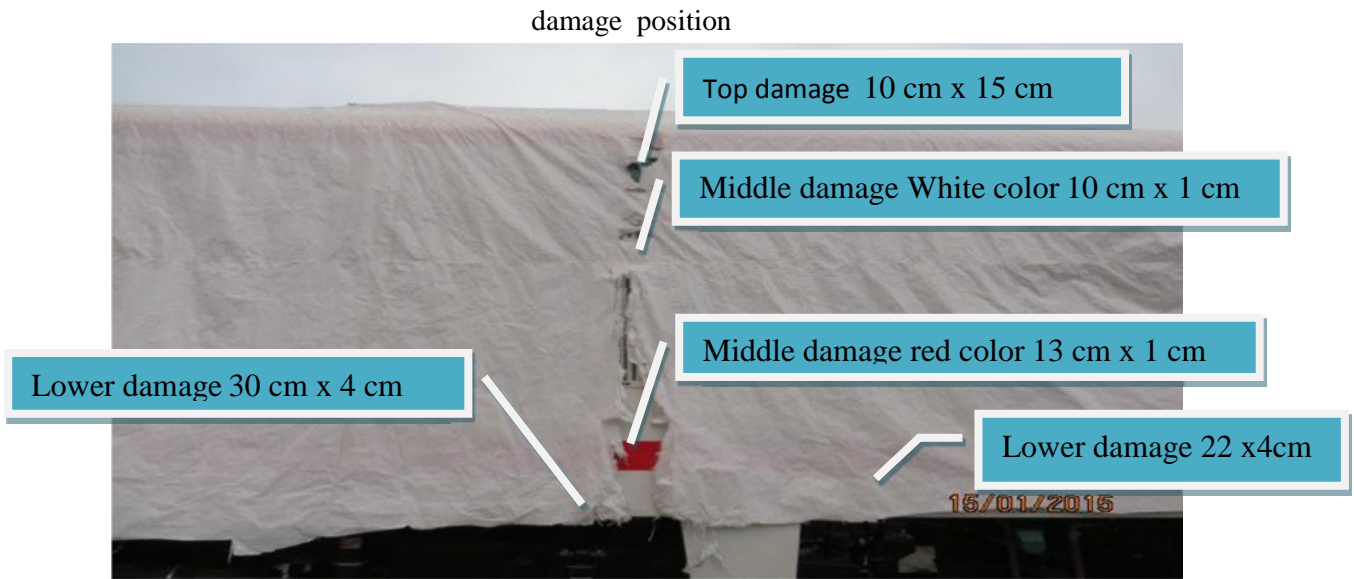 damage position
Top damage 10 cm x 15 cm
Middle damage White color 10 cm x 1 cm
Middle damage red color 13 cm x 1 cm
Lower damage 30 cm x 4 cm
Lower damage 22 x4cm
15/01/2015